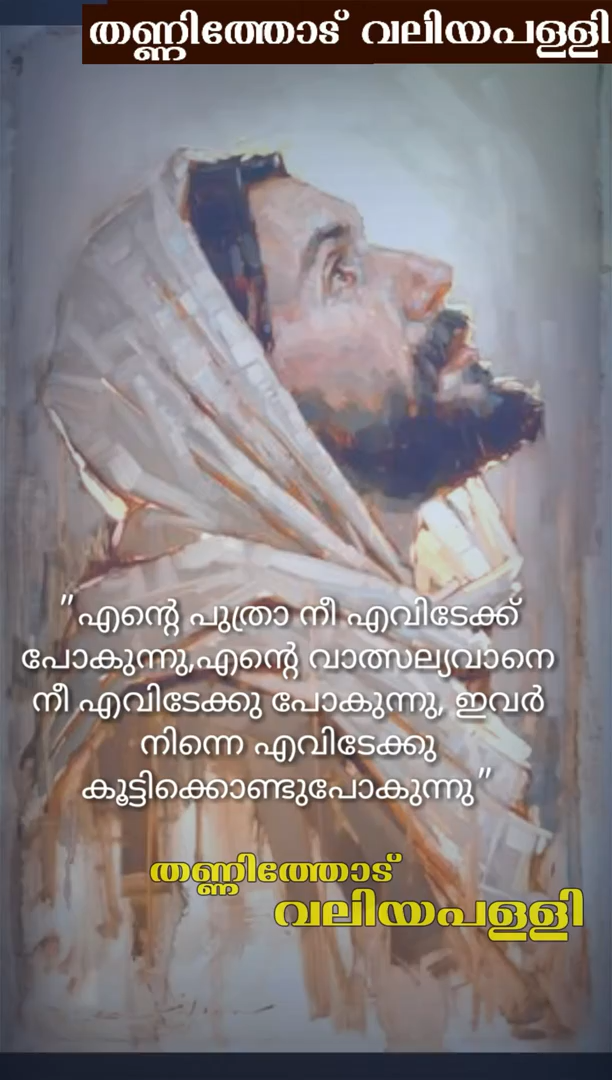 തണ്ണിത്തോട് വലിയപള്ളി
"എന്റെ പുത്രാ നീ എവിടേക്ക്
പോകുന്നു,എന്റെ വാത്സല്യവാനെ
നീ എവിടേക്കു പോകുന്നു, ഇവർ
നിന്നെ എവിടേക്കു
കൂട്ടിക്കൊണ്ടുപോകുന്നു"
തണ്ണിത്തോട്
വലിയപള്ളി